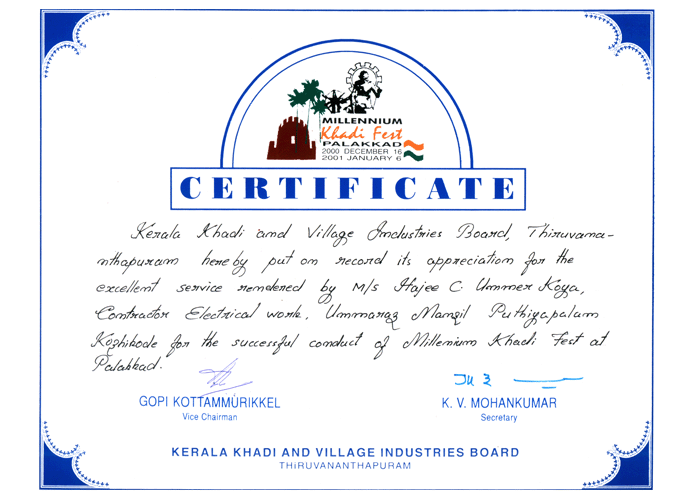 MILLENNIUM
Khadi Fest
PALAKKAD
2000 DECEMBER 16
2001 JANUARY 6
CERTIFICATE
Kerala Khadi and Village Industries Board, Thiruvana-
nthapuram hereby put on record its appreciation for the
excellent service rendered by M/s Hajee C. Ummer Koya,
Contractor Electrical work, Ummaraz Manzil Puthiyapalam
Kozhikode for the successful conduct of Millenium Khadi Fest at
Palakkad.
GOPI KOTTAMMURIKKEL
Vice Chairman
K. V. MOHANKUMAR
Secretary
KERALA KHADI AND VILLAGE INDUSTRIES BOARD
THIRUVANANTHAPURAM